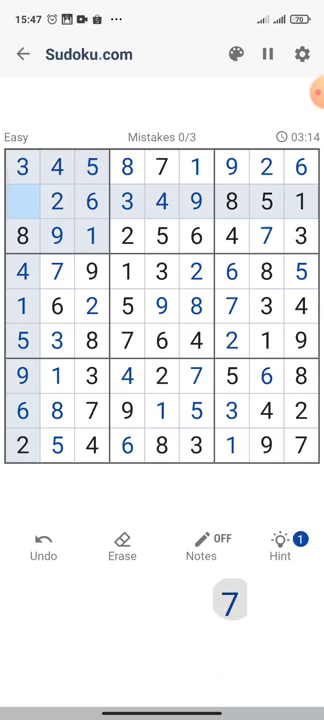 15:47 70
Sudoku.com
Easy Mistakes 0/3 03:14
3 4 5 8 7 1 9 2 6
2 6 3 4 9 8 5 1
8 9 1 2 5 6 4 7 3
4 7 9 1 3 2 6 8 5
1 6 2 5 9 8 7 3 4
5 3 8 7 6 4 2 1 9
9 1 3 4 2 7 5 6 8
6 8 7 9 1 5 3 4 2
2 5 4 6 8 3 1 9 7
OFF 1
Undo Erase Notes Hint
7